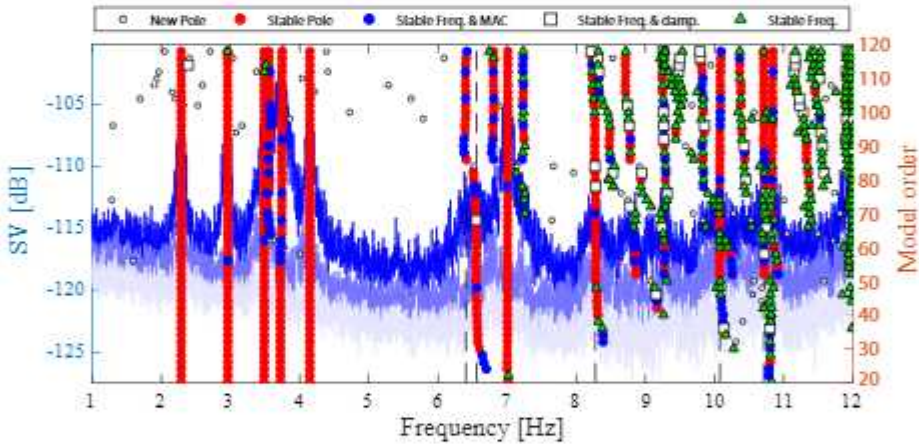 New Pole Stable Pole Stable Freq. & MAC Stable Freq. & damp. Stable Freq.
120
-105 110
100
-110 90
80
-115 70
60
-120 50
40
-125 30
20
SV [dB]
Model order
1 2 3 4 5 6 7 8 9 10 11 12
Frequency [Hz]